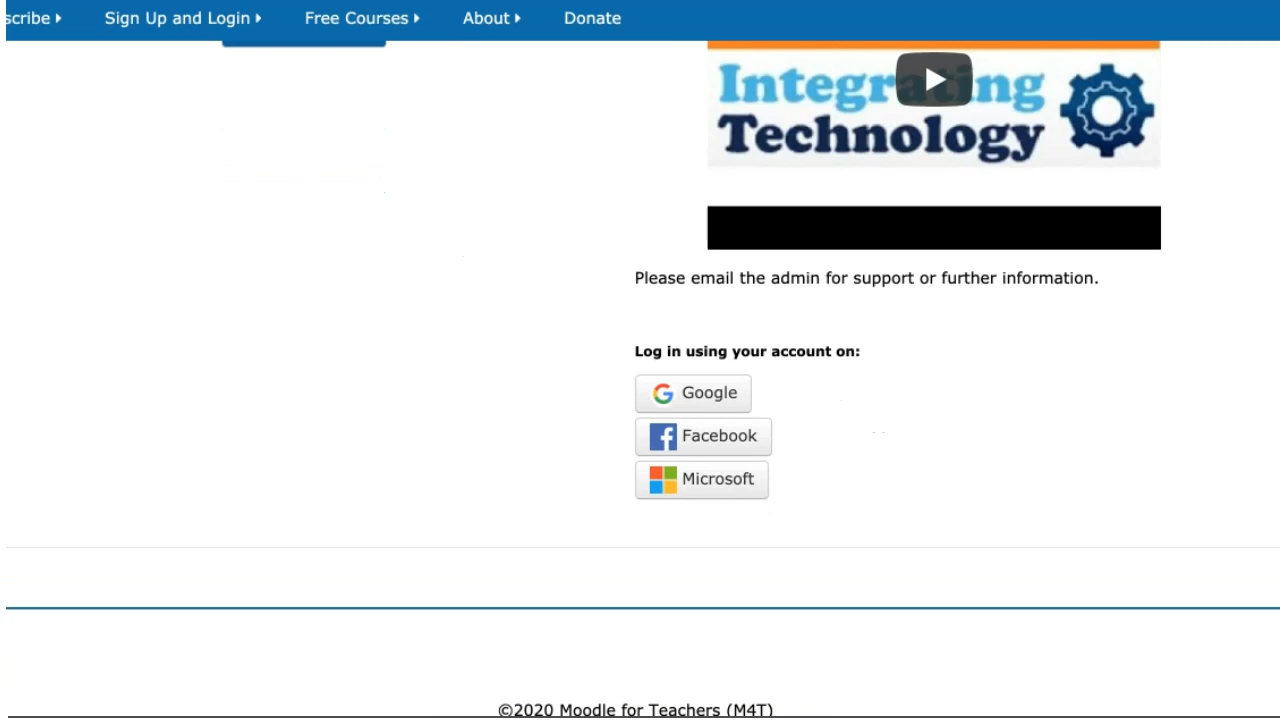 scribe
Sign Up and Login
Free Courses
About
Donate
Integrating
Technology
Please email the admin for support or further information.
Log in using your account on:
Google
Facebook
Microsoft
©2020 Moodle for Teachers (M4T)